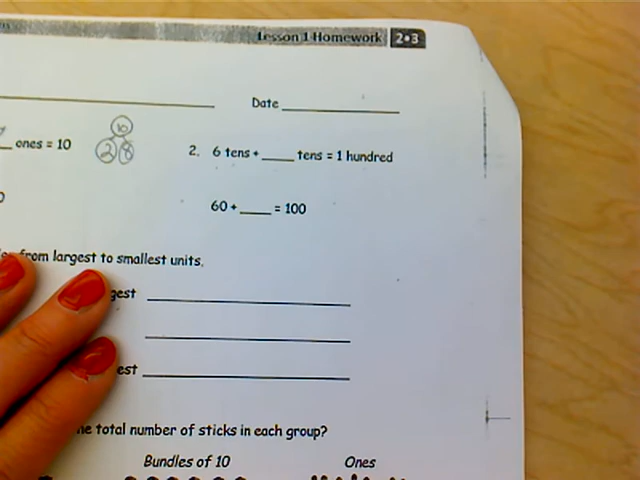 Lesson 1 Homework 2•3
Date
ones = 10
10
2 8
2. 6 tens + ____ tens = 1 hundred
60 + ____ = 100
from largest to smallest units.
gest
est
he total number of sticks in each group?
Bundles of 10 Ones